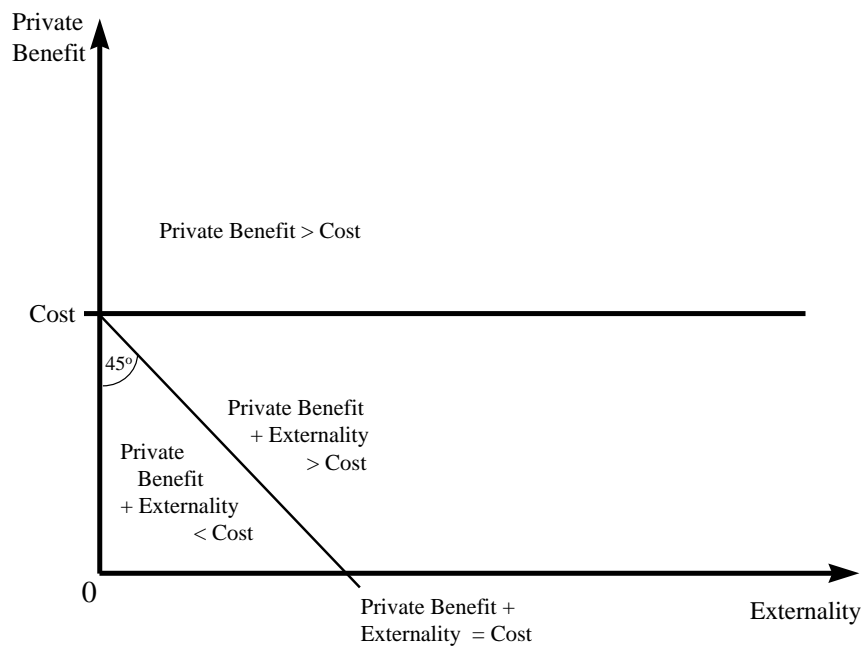 Private
Benefit
Private Benefit > Cost
Cost
45o
Private Benefit
+ Externality
> Cost
Private
Benefit
+ Externality
< Cost
0
Private Benefit +
Externality = Cost
Externality